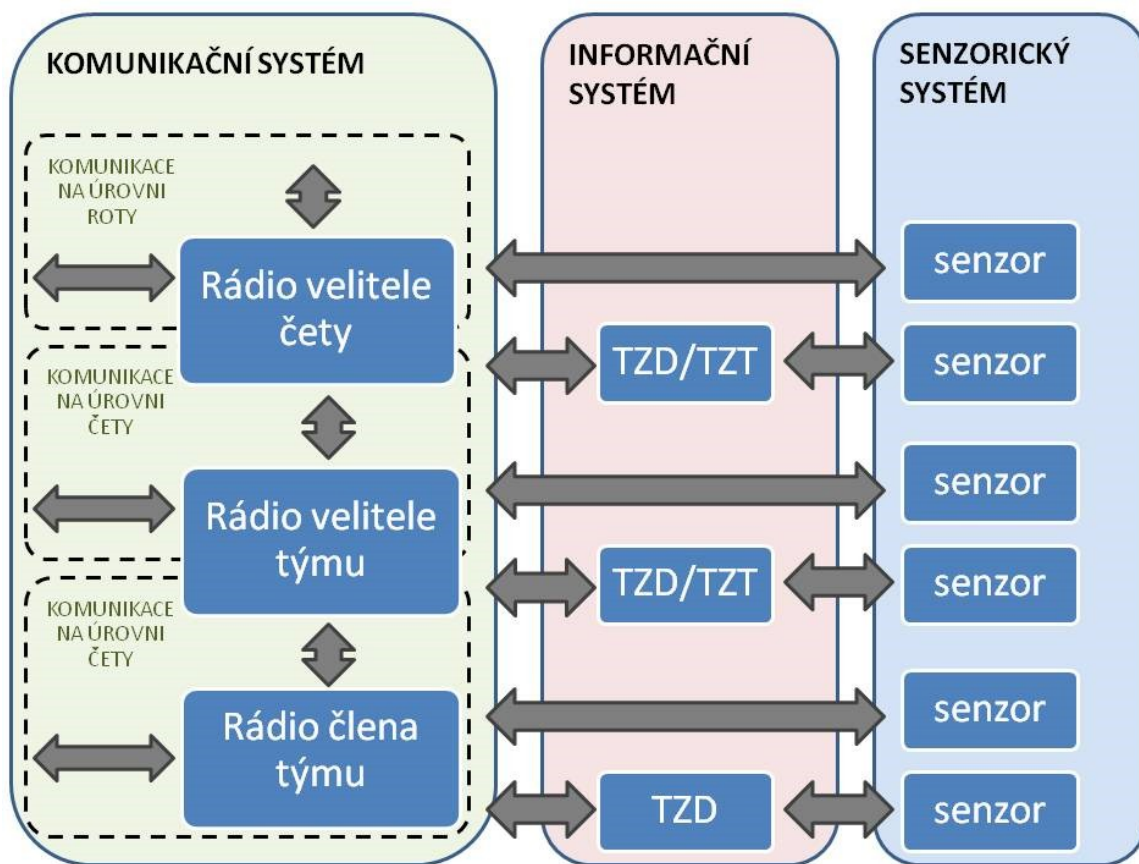 KOMUNIKAČNÍ SYSTÉM
KOMUNIKACE
NA ÚROVNI
ROTY
Rádio velitele
čety
KOMUNIKACE
NA ÚROVNI
ČETY
Rádio velitele
týmu
KOMUNIKACE
NA ÚROVNI
ČETY
Rádio člena
týmu
INFORMAČNÍ
SYSTÉM
TZD/TZT
TZD/TZT
TZD
SENZORICKÝ
SYSTÉM
senzor
senzor
senzor
senzor
senzor
senzor